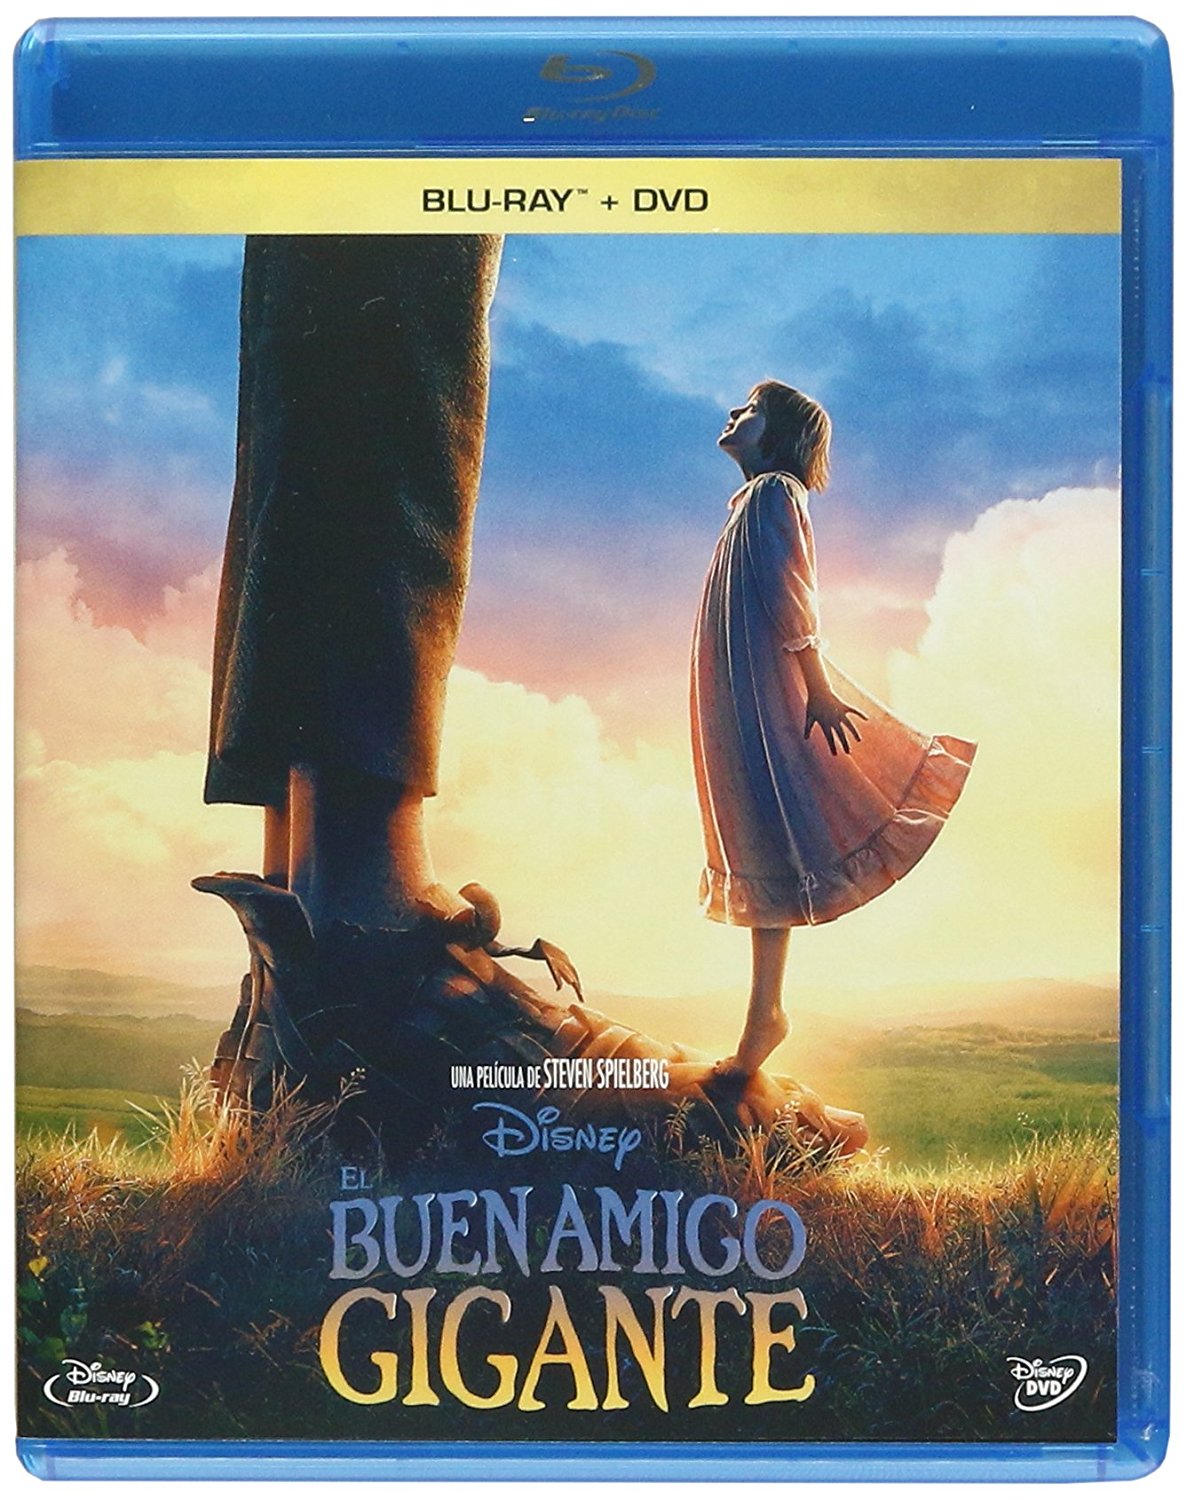 Blu-ray Disc
BLU-RAY™ + DVD
UNA PELÍCULA DE STEVEN SPIELBERG
DISNEY
EL
BUEN AMIGO
GIGANTE
DISNEY
Blu-ray
DISNEY
DVD